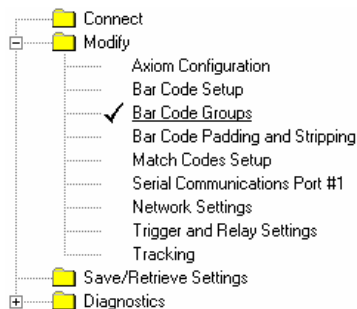 Connect
Modify
Axiom Configuration
Bar Code Setup
Bar Code Groups
Bar Code Padding and Stripping
Match Codes Setup
Serial Communications Port #1
Network Settings
Trigger and Relay Settings
Tracking
Save/Retrieve Settings
Diagnostics